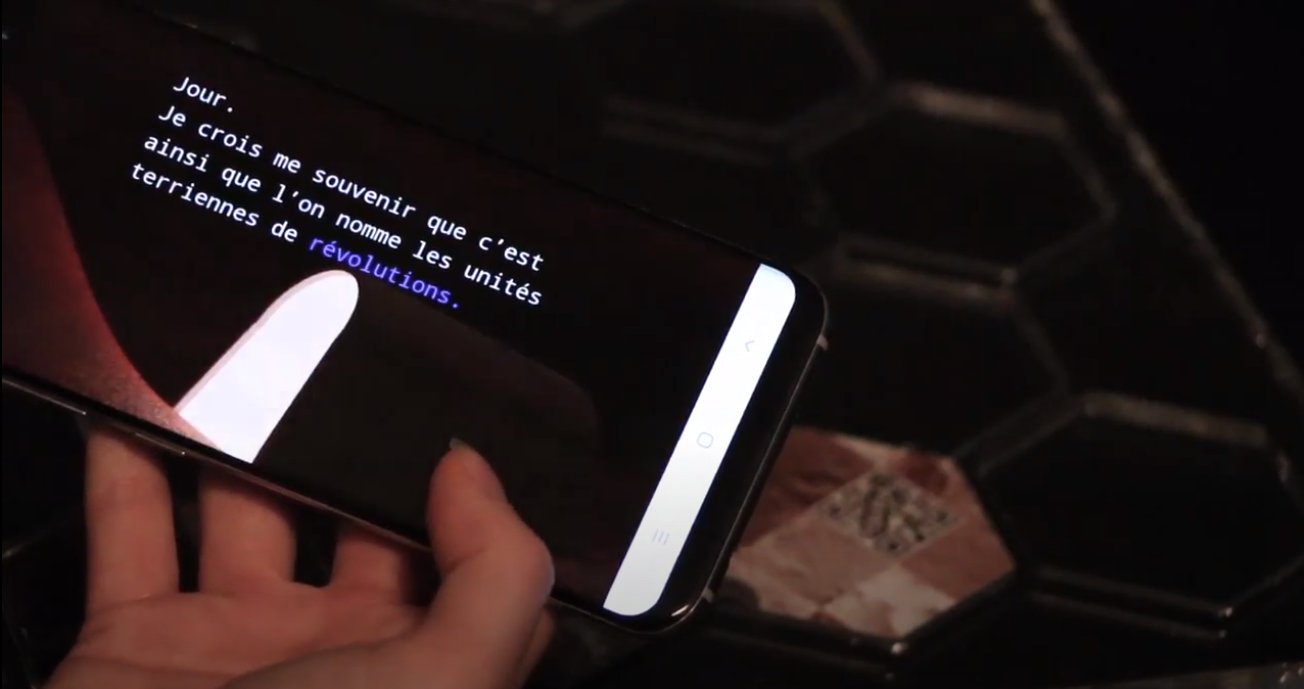 Jour.
Je crois me souvenir que c’est
ainsi que l’on nomme les unités
terriennes de révolutions.